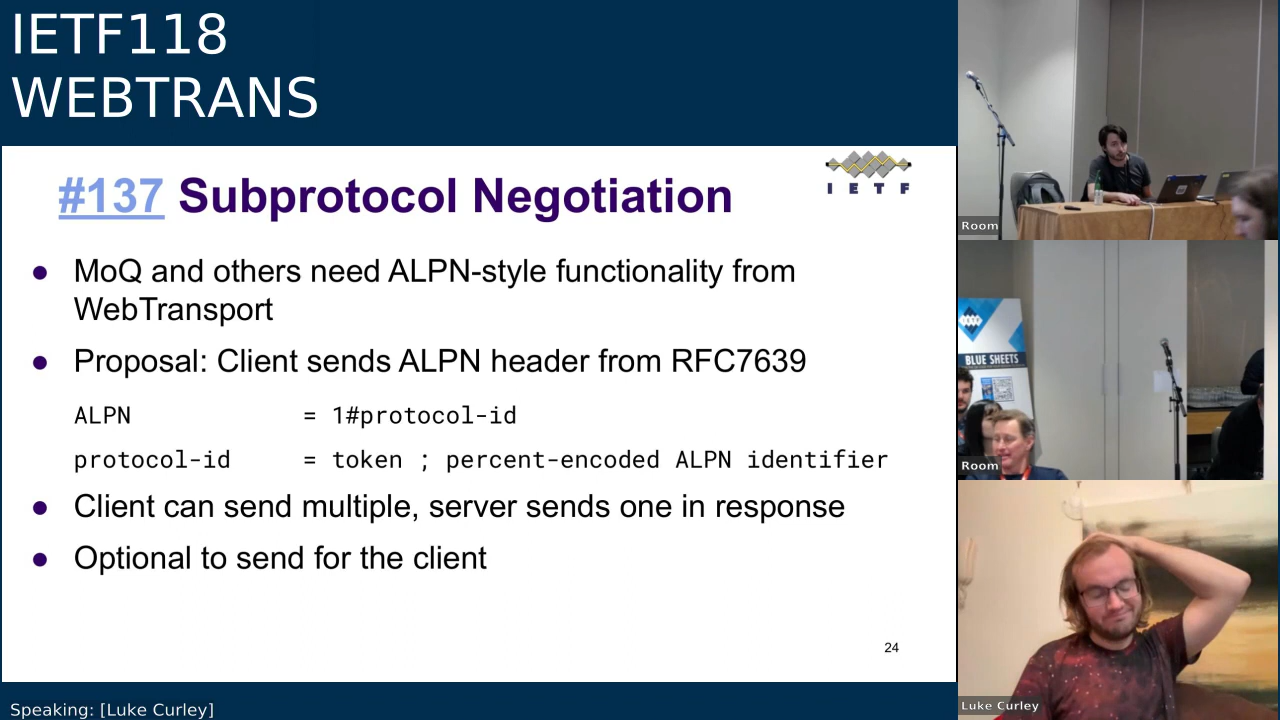 IETF118
WEBTRANS
I E T F
#137 Subprotocol Negotiation
● MoQ and others need ALPN-style functionality from
WebTransport
● Proposal: Client sends ALPN header from RFC7639
ALPN = 1#protocol-id
protocol-id = token ; percent-encoded ALPN identifier
● Client can send multiple, server sends one in response
● Optional to send for the client
24
Speaking: [Luke Curley]
Room
BLUE SHEETS
Room
Luke Curley